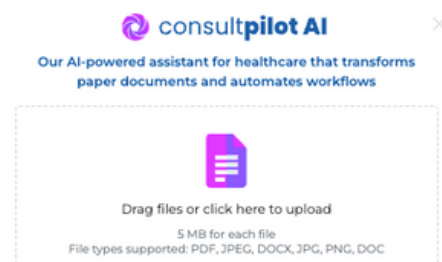 consultpilot AI
Our AI-powered assistant for healthcare that transforms
paper documents and automates workflows
Drag files or click here to upload
5 MB for each file
File types supported: PDF, JPEG, DOCX, JPG, PNG, DOC